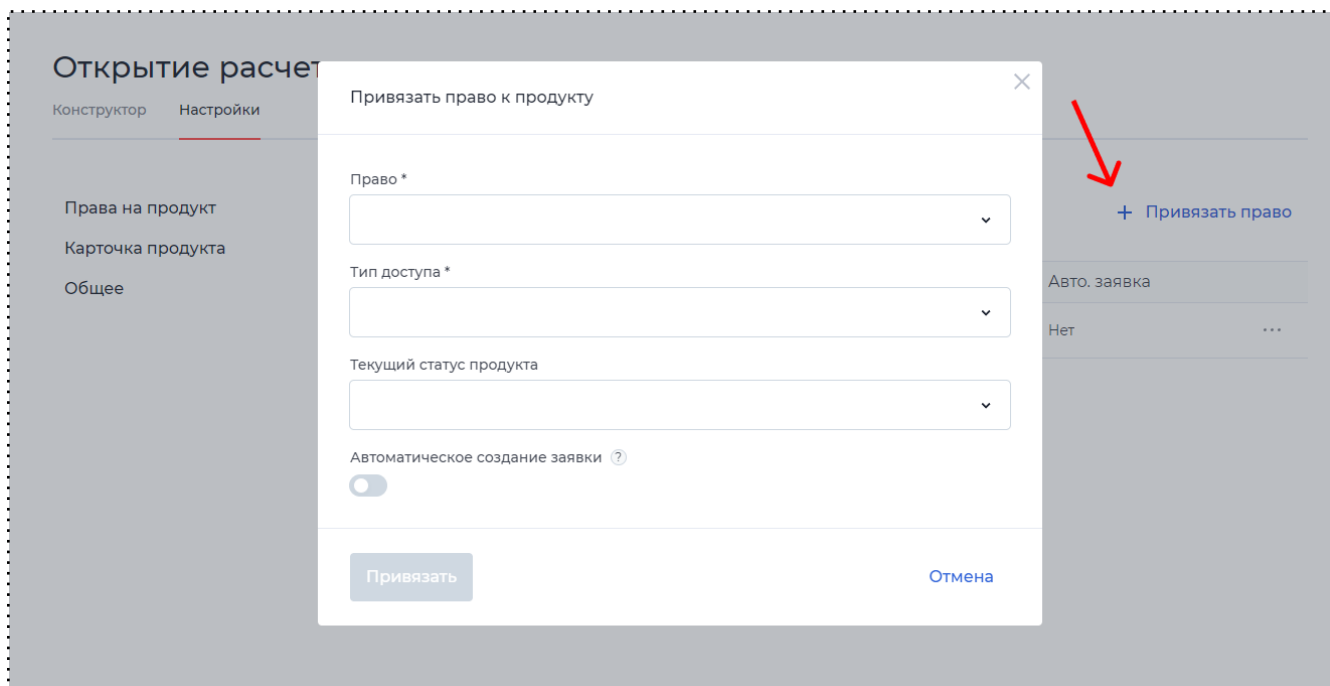 Открытие расчет
Конструктор Настройки
Права на продукт
Карточка продукта
Общее
Привязать право к продукту
Право *
Тип доступа *
Текущий статус продукта
Автоматическое создание заявки ?
Привязать Отмена
+ Привязать право
Авто. заявка
Нет ...